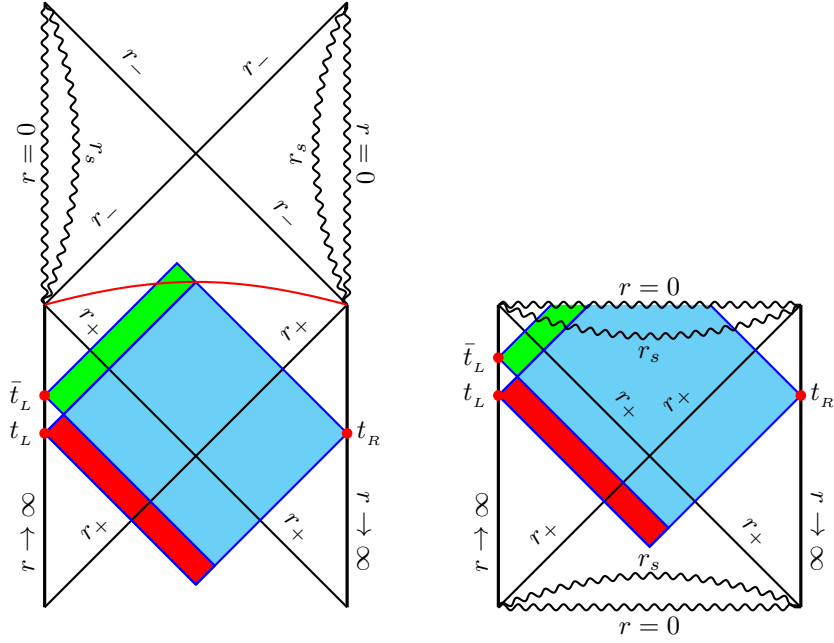 r_−
r_−
r = 0
r_s
r_s
r = 0
r_−
r_−
r_+
r_+
t̄_L
t_L
t_R
r → ∞
r_+
r_+
r → ∞
r = 0
r_s
t̄_L
t_L
r_+
r_+
t_R
r → ∞
r_+
r_+
r → ∞
r_s
r = 0